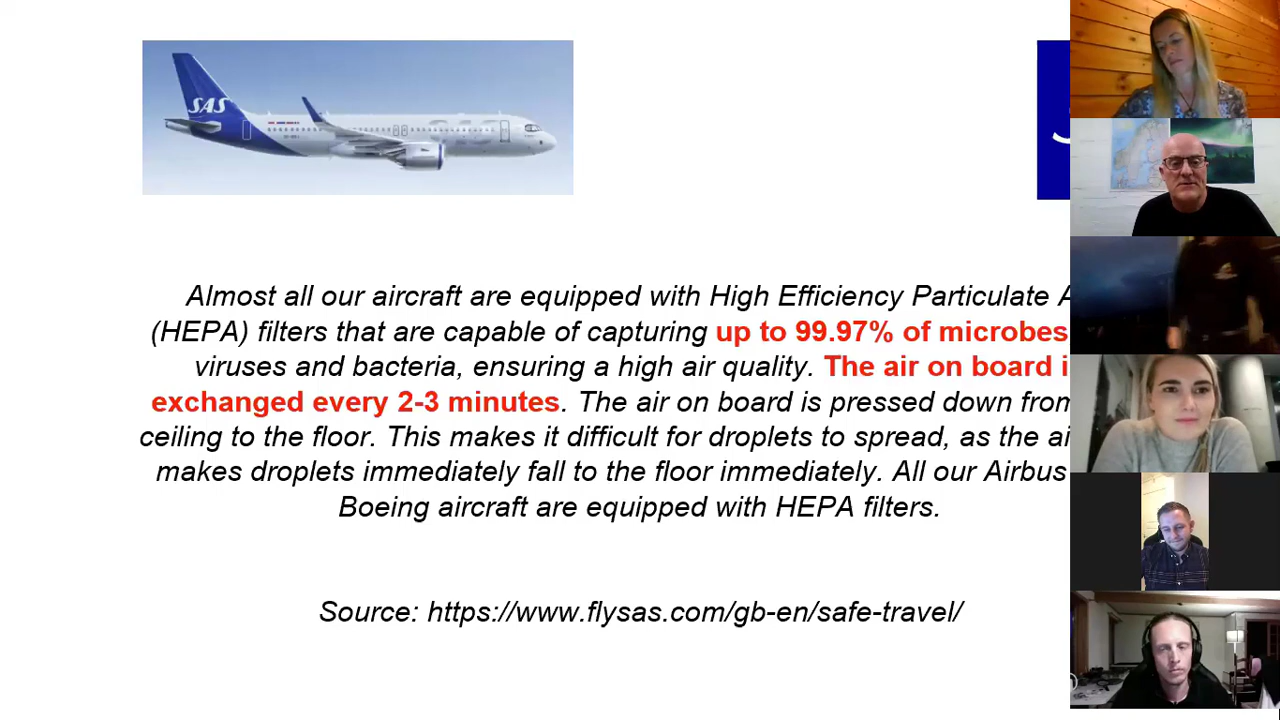 SAS
Almost all our aircraft are equipped with High Efficiency Particulate
(HEPA) filters that are capable of capturing up to 99.97% of microbes
viruses and bacteria, ensuring a high air quality. The air on board
exchanged every 2-3 minutes. The air on board is pressed down from
ceiling to the floor. This makes it difficult for droplets to spread, as the
makes droplets immediately fall to the floor immediately. All our Airbus
Boeing aircraft are equipped with HEPA filters.
Source: https://www.flysas.com/gb-en/safe-travel/